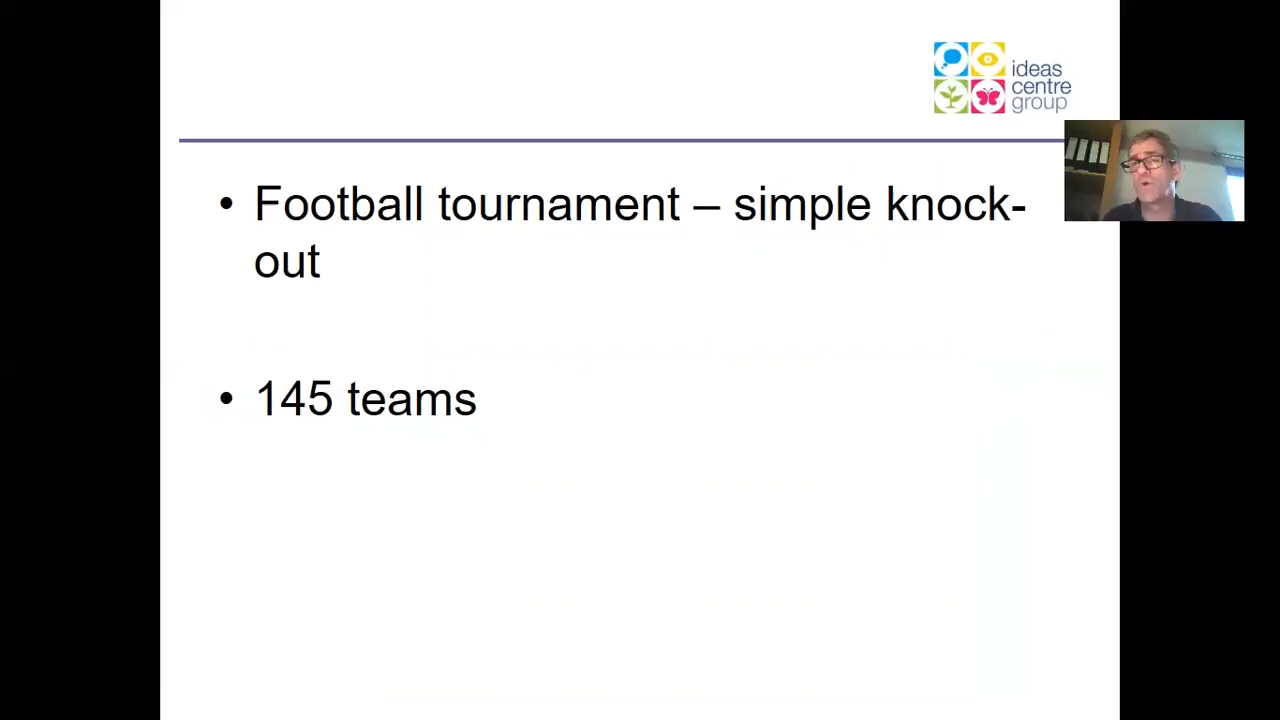 ideas
centre
group
• Football tournament – simple knock-
out
• 145 teams